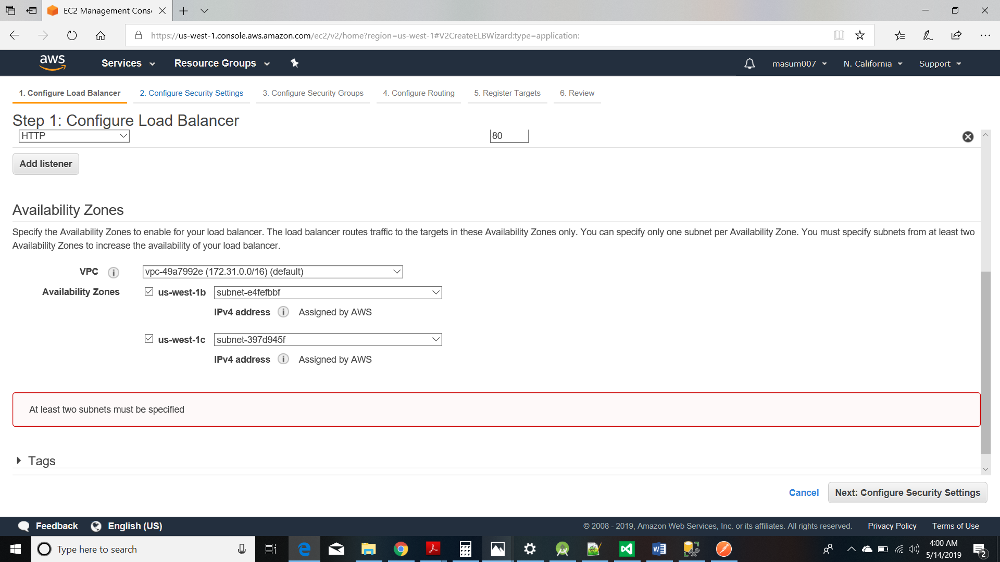 EC2 Management Cons
https://us-west-1.console.aws.amazon.com/ec2/v2/home?region=us-west-1#V2CreateELBWizard:type=application:
aws Services Resource Groups masum007 N. California Support
1. Configure Load Balancer 2. Configure Security Settings 3. Configure Security Groups 4. Configure Routing 5. Register Targets 6. Review
Step 1: Configure Load Balancer
HTTP 80
Add listener
Availability Zones
Specify the Availability Zones to enable for your load balancer. The load balancer routes traffic to the targets in these Availability Zones only. You can specify only one subnet per Availability Zone. You must specify subnets from at least two
Availability Zones to increase the availability of your load balancer.
VPC i vpc-49a7992e (172.31.0.0/16) (default)
Availability Zones us-west-1b subnet-e4fefbbf
IPv4 address i Assigned by AWS
us-west-1c subnet-397d945f
IPv4 address i Assigned by AWS
At least two subnets must be specified
Tags
Cancel Next: Configure Security Settings
Feedback English (US) © 2008 - 2019, Amazon Web Services, Inc. or its affiliates. All rights reserved. Privacy Policy Terms of Use
Type here to search 4:00 AM
5/14/2019 2